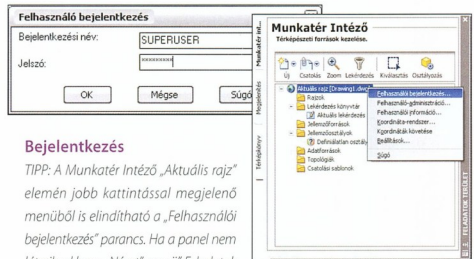 Felhasználó bejelentkezés
Bejelentkezési név:
SUPERUSER
Jelszó:
*********
OK
Mégse
Súgó
Bejelentkezés
TIPP: A Munkatér Intéző „Aktuális rajz”
elemén jobb kattintással megjelenő
menüből is elindítható a „Felhasználói
bejelentkezés” parancs. Ha a panel nem
Munkatér int...
Megjelenítés
Térképkönyv
Munkatér Intéző
Térképészeti források kezelése.
Új
Csatolás
Zoom
Lekérdezés
Kiválasztás
Osztályozás
Aktuális rajz [Drawing1.dwg]
Rajzok
Lekérdezés könyvtár
Aktuális lekérdezés
Jellemzőforrások
Jellemzőosztályok
Definiálatlan osztály
Adatforrások
Topológiák
Csatolási sablonok
Felhasználói bejelentkezés...
Felhasználó-adminisztráció...
Felhasználói információ...
Koordináta-rendszer...
Koordináták követése
Beállítások...
Súgó
FELADATOK TERÜLET